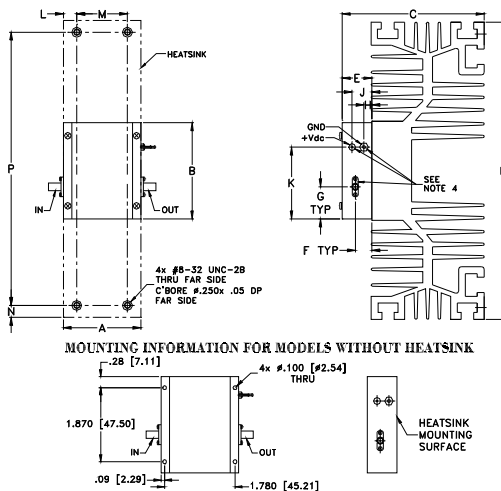 L
M
C
HEATSINK
E
J
H
GND
+Vdc
P
B
K
SEE
NOTE 4
G
TYP
IN
OUT
F TYP
4x #8-32 UNC-2B
THRU FAR SIDE
C'BORE ø.250x .05 DP
FAR SIDE
N
A
MOUNTING INFORMATION FOR MODELS WITHOUT HEATSINK
.28 [7.11]
4x ø.100 [ø2.54]
THRU
1.870 [47.50]
IN
OUT
HEATSINK
MOUNTING
SURFACE
.09 [2.29]
1.780 [45.21]